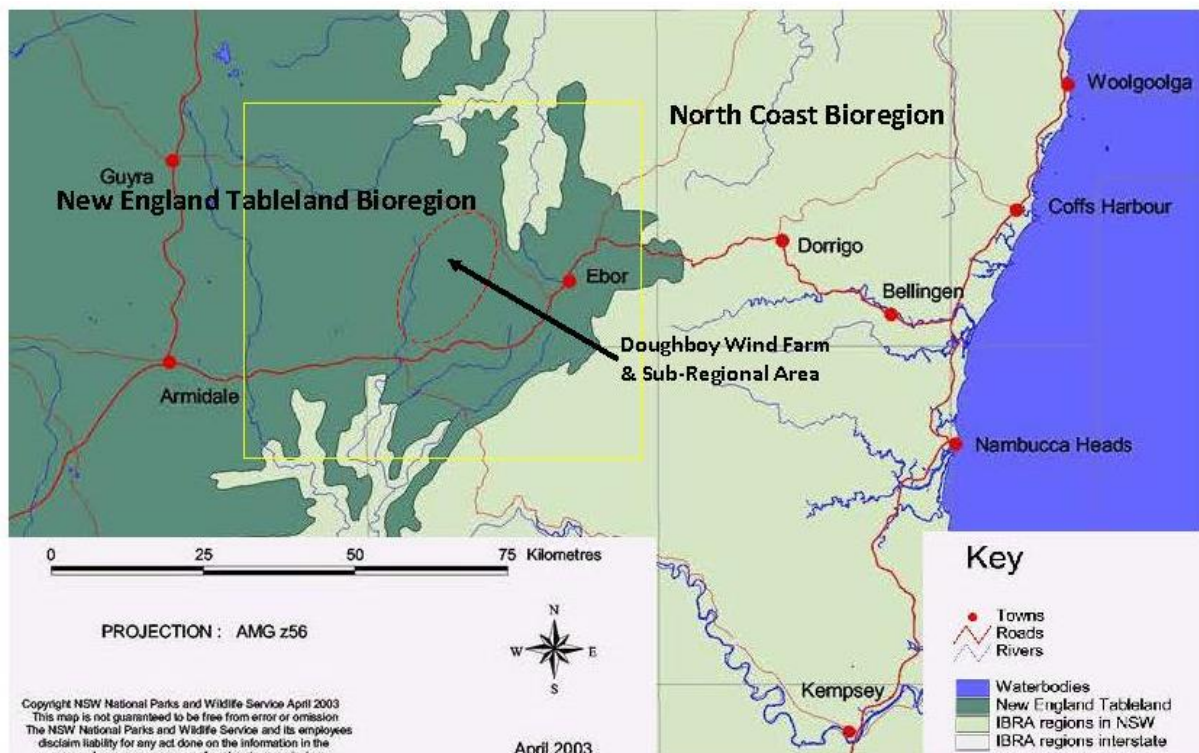 Woolgoolga
North Coast Bioregion
Guyra
New England Tableland Bioregion
Coffs Harbour
Dorrigo
Ebor
Bellingen
Doughboy Wind Farm
& Sub-Regional Area
Armidale
Nambucca Heads
0 25 50 75 Kilometres
PROJECTION : AMG z56
N
W E
S
Copyright NSW National Parks and Wildlife Service April 2003
This map is not guaranteed to be free from error or omission
The NSW National Parks and Wildlife Service and its employees
disclaim liability for any act done on the information in the
April 2003
Kempsey
Key
Towns
Roads
Rivers
Waterbodies
New England Tableland
IBRA regions in NSW
IBRA regions interstate